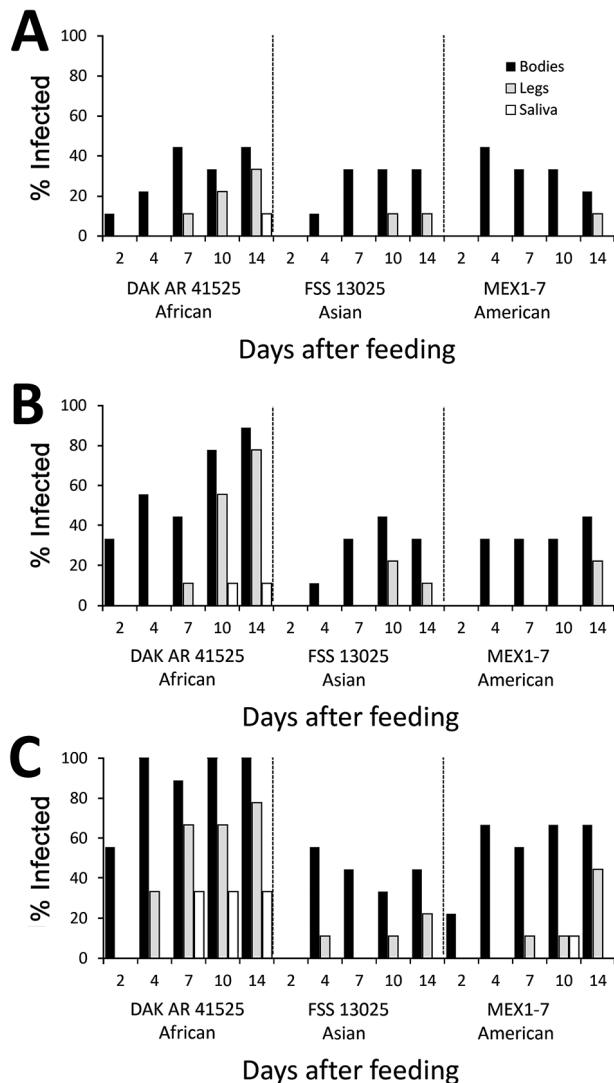 A
% Infected
100
80
60
40
20
0
Bodies
Legs
Saliva
2 4 7 10 14 2 4 7 10 14 2 4 7 10 14
DAK AR 41525 FSS 13025 MEX1-7
African Asian American
Days after feeding
B
% Infected
100
80
60
40
20
0
2 4 7 10 14 2 4 7 10 14 2 4 7 10 14
DAK AR 41525 FSS 13025 MEX1-7
African Asian American
Days after feeding
C
% Infected
100
80
60
40
20
0
2 4 7 10 14 2 4 7 10 14 2 4 7 10 14
DAK AR 41525 FSS 13025 MEX1-7
African Asian American
Days after feeding